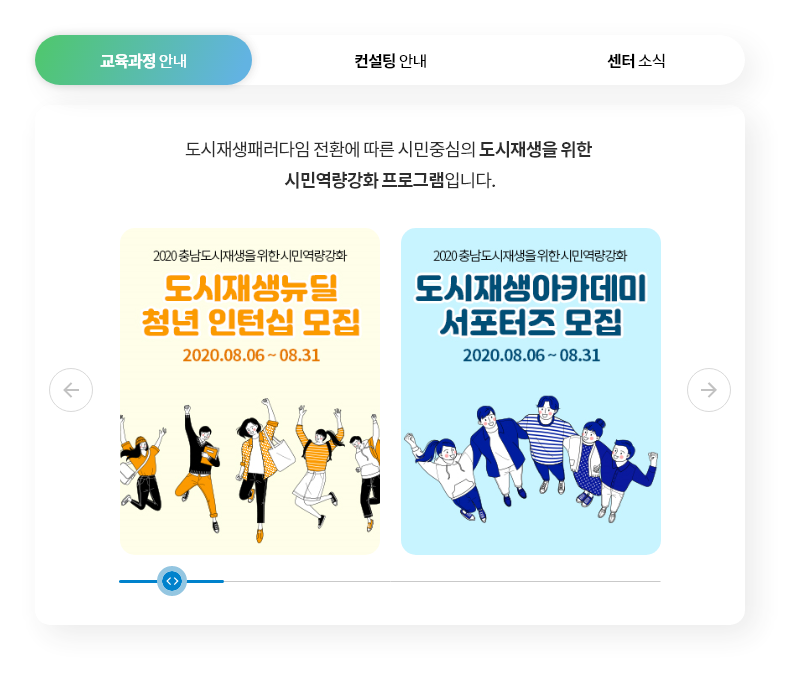 교육과정 안내
컨설팅 안내
센터 소식
도시재생패러다임 전환에 따른 시민중심의 도시재생을 위한
시민역량강화 프로그램입니다.
2020 충남도시재생을 위한 시민역량강화
도시재생뉴딜
청년 인턴십 모집
2020.08.06 ~ 08.31
2020 충남도시재생을 위한 시민역량강화
도시재생아카데미
서포터즈 모집
2020.08.06 ~ 08.31